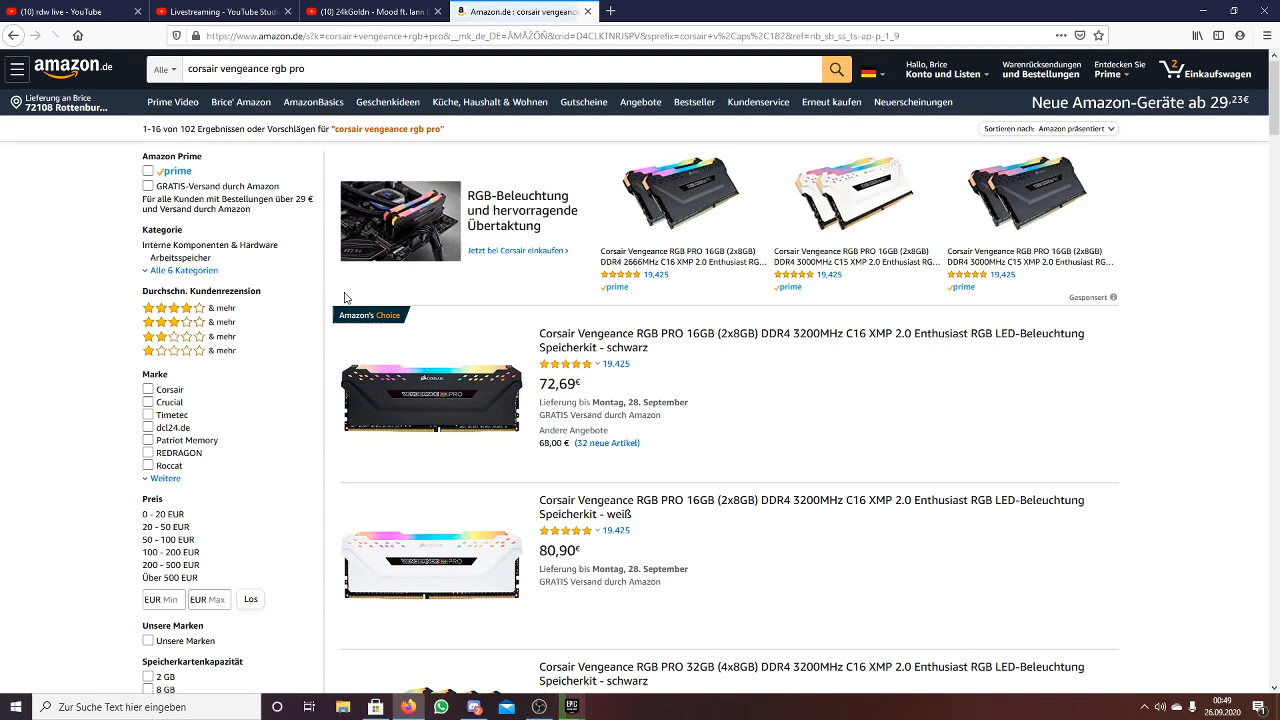 (10) rdw live - YouTube
Livestreaming - YouTube Studi
(10) 24kGoldn - Mood ft. Iann D
Amazon.de : corsair vengeance
https://www.amazon.de/s?k=corsair+vengeance+rgb+pro&__mk_de_DE=ÅMÅŽÕÑ&crid=D4CLKTNRJSPV&sprefix=corsair+v%2Caps%2C182&ref=nb_sb_ss_ts-ap-p_1_9
amazon.de
Alle
corsair vengeance rgb pro
Hallo, Brice
Konto und Listen
Warenrücksendungen
und Bestellungen
Entdecken Sie
Prime
2
Einkaufswagen
Lieferung an Brice
72108 Rottenbur...
Prime Video
Brice' Amazon
AmazonBasics
Geschenkideen
Küche, Haushalt & Wohnen
Gutscheine
Angebote
Bestseller
Kundenservice
Erneut kaufen
Neuerscheinungen
Neue Amazon-Geräte ab 29,23€
1-16 von 102 Ergebnissen oder Vorschlägen für "corsair vengeance rgb pro"
Sortieren nach: Amazon präsentiert
Amazon Prime
prime
GRATIS-Versand durch Amazon
Für alle Kunden mit Bestellungen über 29 €
und Versand durch Amazon
Kategorie
Interne Komponenten & Hardware
Arbeitsspeicher
Alle 6 Kategorien
Durchschn. Kundenrezension
& mehr
& mehr
& mehr
& mehr
Marke
Corsair
Crucial
Timetec
dcl24.de
Patriot Memory
REDRAGON
Roccat
Weitere
Preis
0 - 20 EUR
20 - 50 EUR
50 - 100 EUR
100 - 200 EUR
200 - 500 EUR
Über 500 EUR
EUR Min
EUR Max
Los
Unsere Marken
Unsere Marken
Speicherkartenkapazität
2 GB
8 GB
RGB-Beleuchtung
und hervorragende
Übertaktung
Jetzt bei Corsair einkaufen ›
Corsair Vengeance RGB PRO 16GB (2x8GB)
DDR4 2666MHz C16 XMP 2.0 Enthusiast RG...
19,425
prime
Corsair Vengeance RGB PRO 16GB (2x8GB)
DDR4 3000MHz C16 XMP 2.0 Enthusiast RG...
19,425
prime
Corsair Vengeance RGB PRO 16GB (2x8GB)
DDR4 3000MHz C15 XMP 2.0 Enthusiast RG...
19,425
prime
Gesponsert
Amazon's Choice
CORSAIR
VENGEANCE RGB PRO
Corsair Vengeance RGB PRO 16GB (2x8GB) DDR4 3200MHz C16 XMP 2.0 Enthusiast RGB LED-Beleuchtung
Speicherkit - schwarz
19.425
72,69€
Lieferung bis Montag, 28. September
GRATIS Versand durch Amazon
Andere Angebote
68,00 € (32 neue Artikel)
VENGEANCE RGB PRO
Corsair Vengeance RGB PRO 16GB (2x8GB) DDR4 3200MHz C16 XMP 2.0 Enthusiast RGB LED-Beleuchtung
Speicherkit - weiß
19.425
80,90€
Lieferung bis Montag, 28. September
GRATIS Versand durch Amazon
Corsair Vengeance RGB PRO 32GB (4x8GB) DDR4 3200MHz C16 XMP 2.0 Enthusiast RGB LED-Beleuchtung
Speicherkit - schwarz
Zur Suche Text hier eingeben
EPIC
00:49
26.09.2020
1